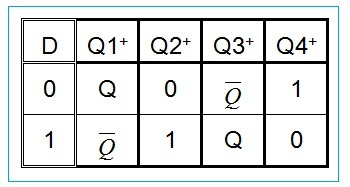 D Q1⁺ Q2⁺ Q3⁺ Q4⁺
0 Q 0 Q̅ 1
1 Q̅ 1 Q 0